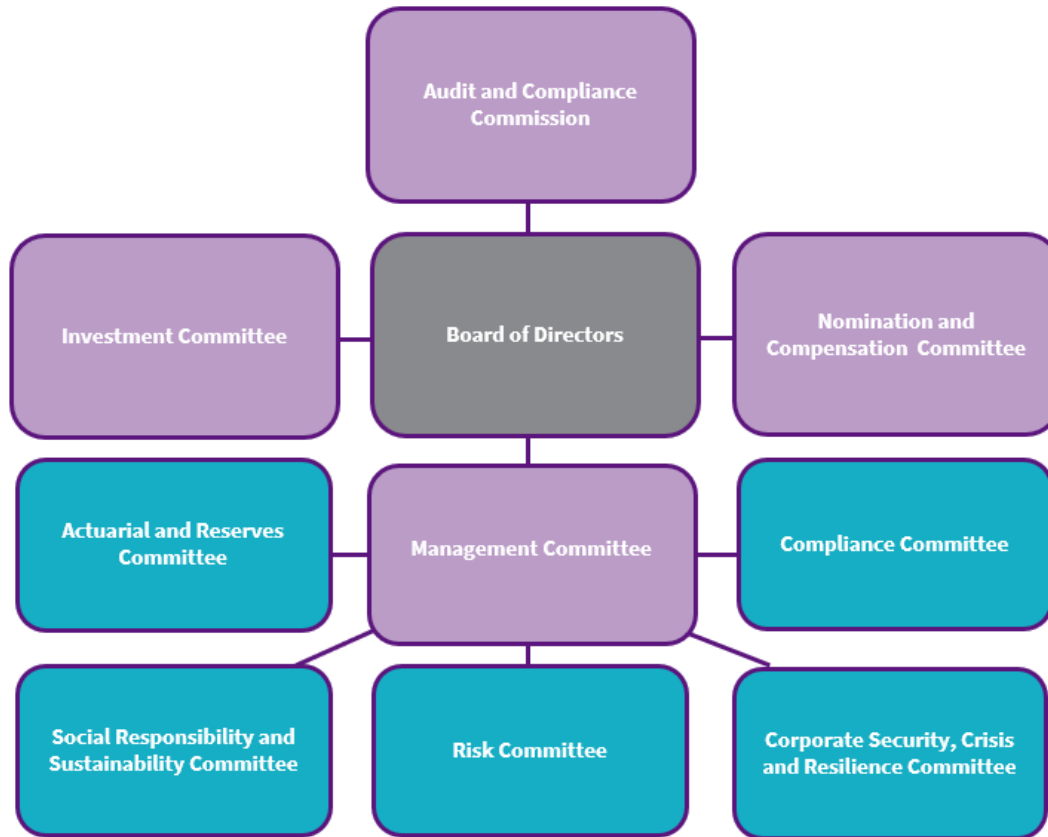 Audit and Compliance
Commission
Investment Committee
Board of Directors
Nomination and
Compensation  Committee
Actuarial and Reserves
Committee
Management Committee
Compliance Committee
Social Responsibility and
Sustainability Committee
Risk Committee
Corporate Security, Crisis
and Resilience Committee